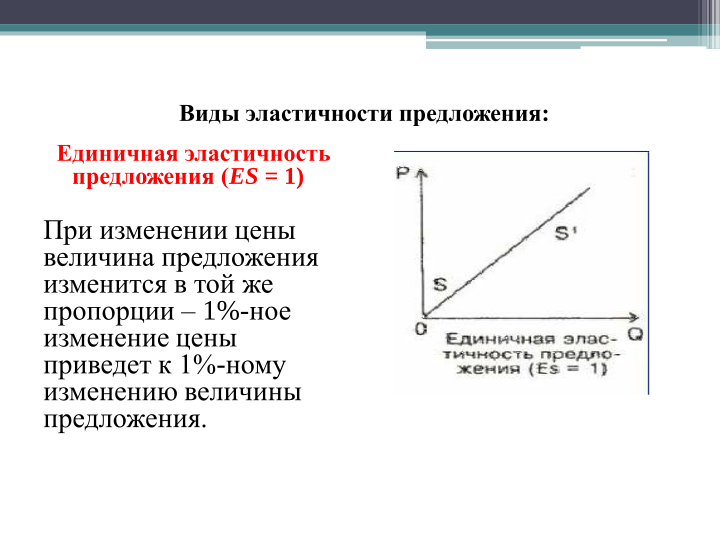 Виды эластичности предложения:
Единичная эластичность
предложения (ES = 1)
При изменении цены
величина предложения
изменится в той же
пропорции – 1%-ное
изменение цены
приведет к 1%-ному
изменению величины
предложения.
P
S'
S
0
Q
Единичная элас-
тичность предло-
жения (Es = 1)